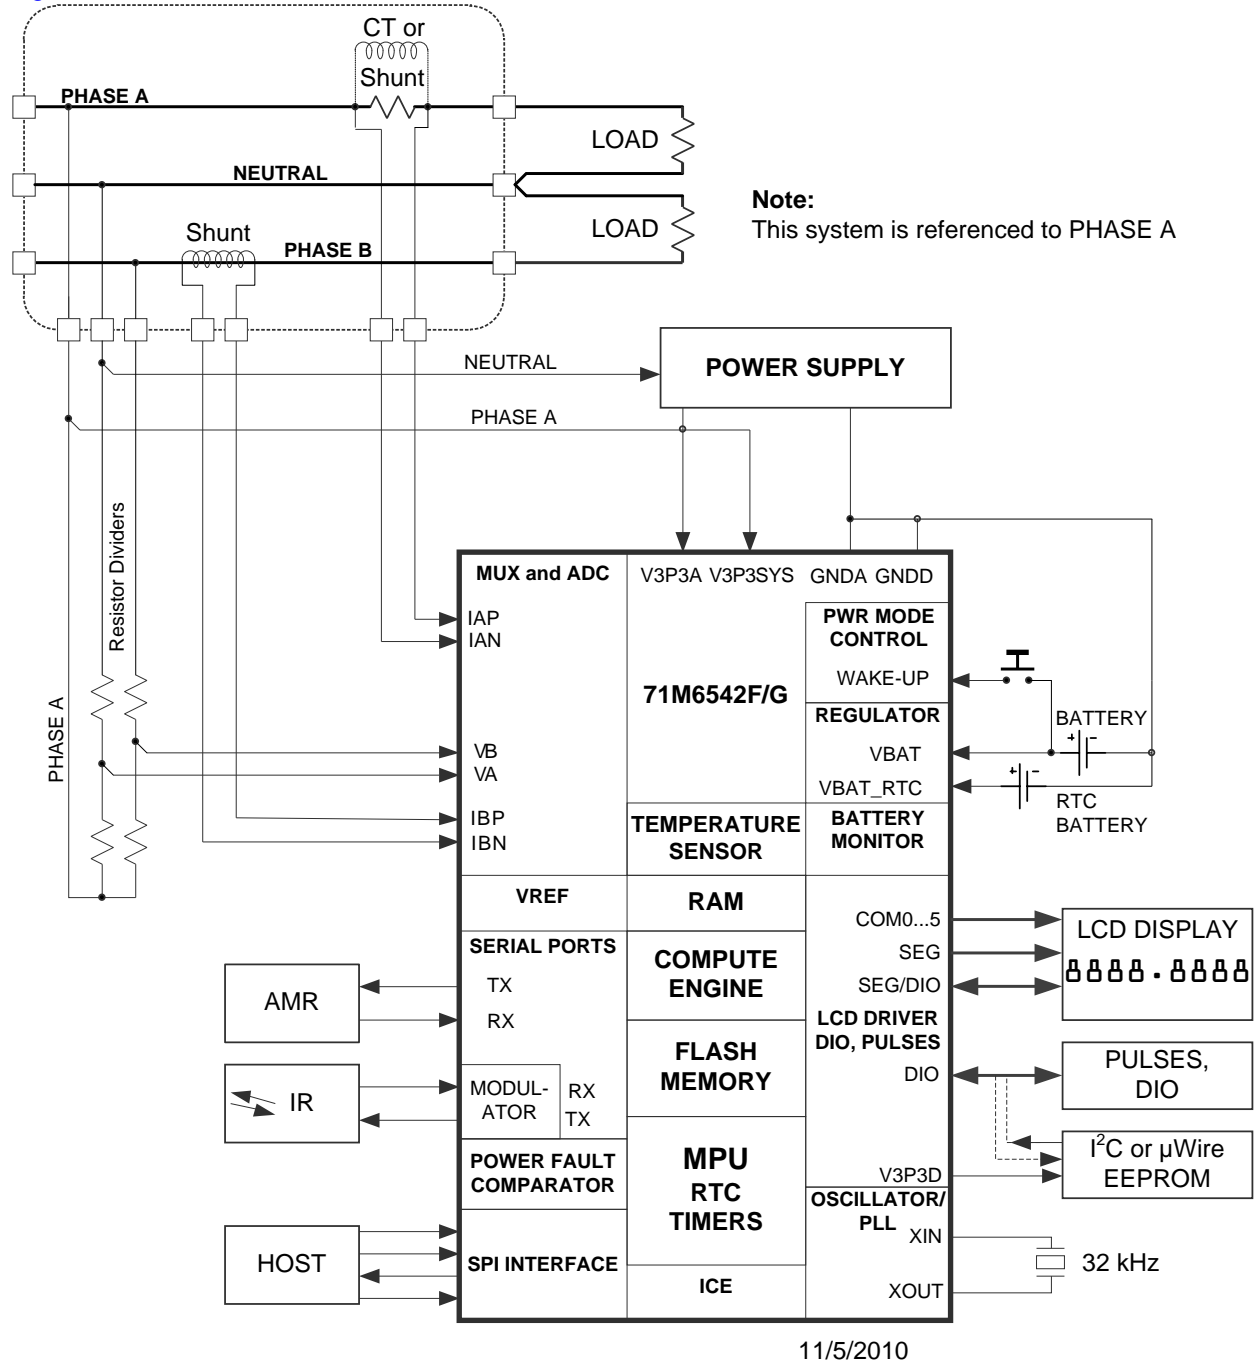 CT or
Shunt
PHASE A
LOAD
NEUTRAL
Note:
This system is referenced to PHASE A
Shunt
LOAD
PHASE B
NEUTRAL
POWER SUPPLY
PHASE A
Resistor Dividers
PHASE A
MUX and ADC
V3P3A V3P3SYS
GNDA GNDD
IAP
IAN
PWR MODE
CONTROL
WAKE-UP
71M6542F/G
REGULATOR
BATTERY
+ -
VB
VA
VBAT
VBAT_RTC
+ -
RTC
BATTERY
IBP
IBN
TEMPERATURE
SENSOR
BATTERY
MONITOR
VREF
RAM
COM0...5
LCD DISPLAY
SERIAL PORTS
SEG
8888.8888
COMPUTE
ENGINE
AMR
TX
RX
SEG/DIO
LCD DRIVER
DIO, PULSES
FLASH
MEMORY
DIO
PULSES,
DIO
IR
MODUL-
ATOR
RX
TX
I²C or µWire
EEPROM
POWER FAULT
COMPARATOR
MPU
RTC
TIMERS
V3P3D
OSCILLATOR/
PLL
XIN
HOST
SPI INTERFACE
32 kHz
ICE
XOUT
11/5/2010